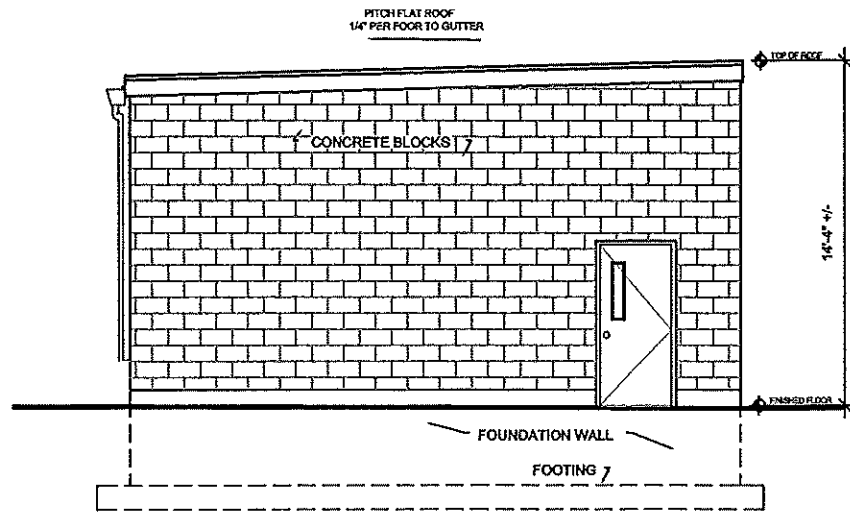 PITCH FLAT ROOF
1/4" PER FOOR TO GUTTER
TOP OF ROOF
CONCRETE BLOCKS
14'-4" +/-
FINISHED FLOOR
FOUNDATION WALL
FOOTING